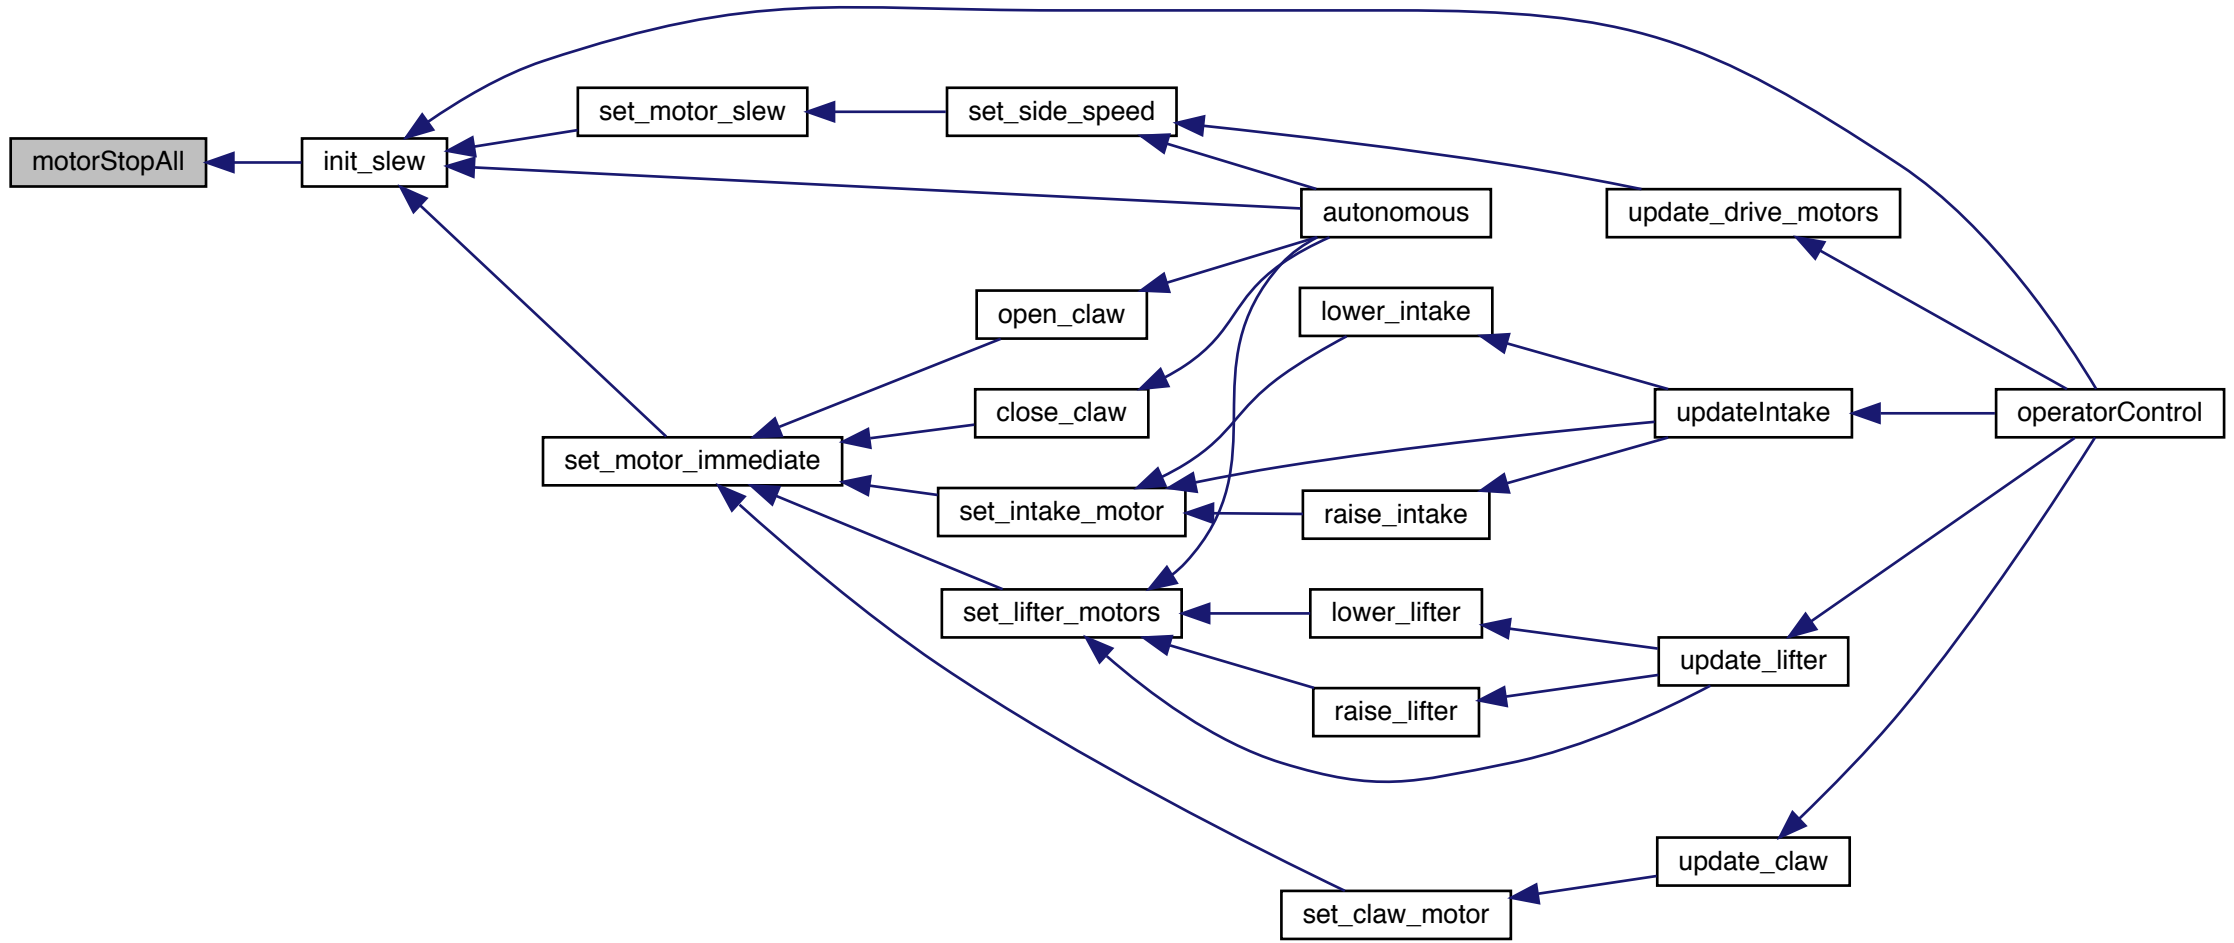 motorStopAll
init_slew
set_motor_slew
set_side_speed
autonomous
update_drive_motors
open_claw
lower_intake
close_claw
updateIntake
operatorControl
set_motor_immediate
set_intake_motor
raise_intake
set_lifter_motors
lower_lifter
update_lifter
raise_lifter
update_claw
set_claw_motor